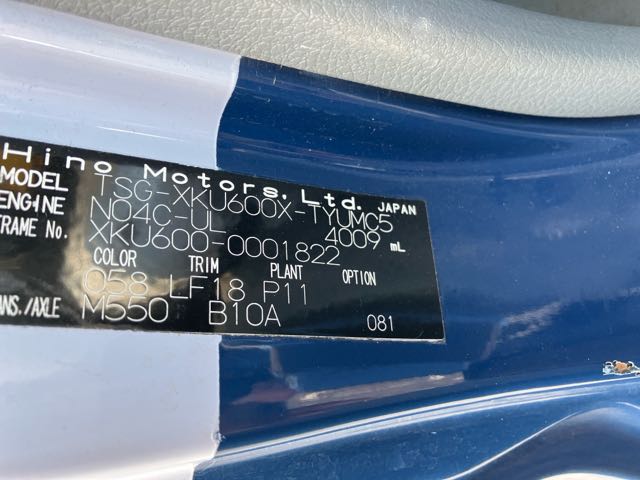 Hino Motors, Ltd. JAPAN
MODEL TSG-XKU600X-TYUMC5
ENGINE N04C-UL 4009 mL
FRAME No. XKU600-0001822
COLOR TRIM PLANT OPTION
058 LF18 P11
NS./AXLE M550 B10A 081